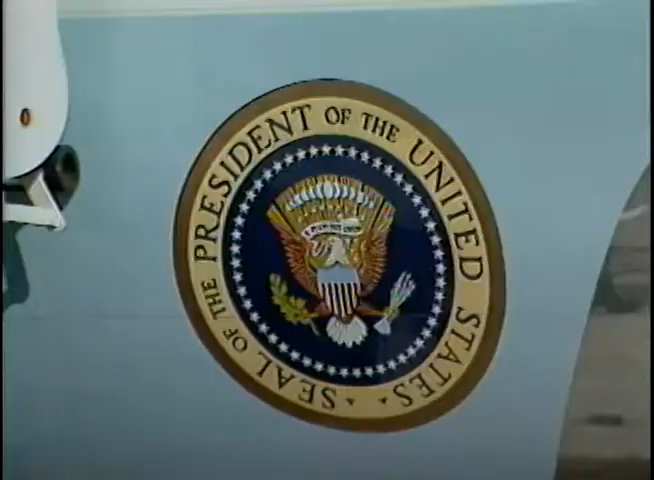 SEAL OF THE PRESIDENT OF THE UNITED STATES